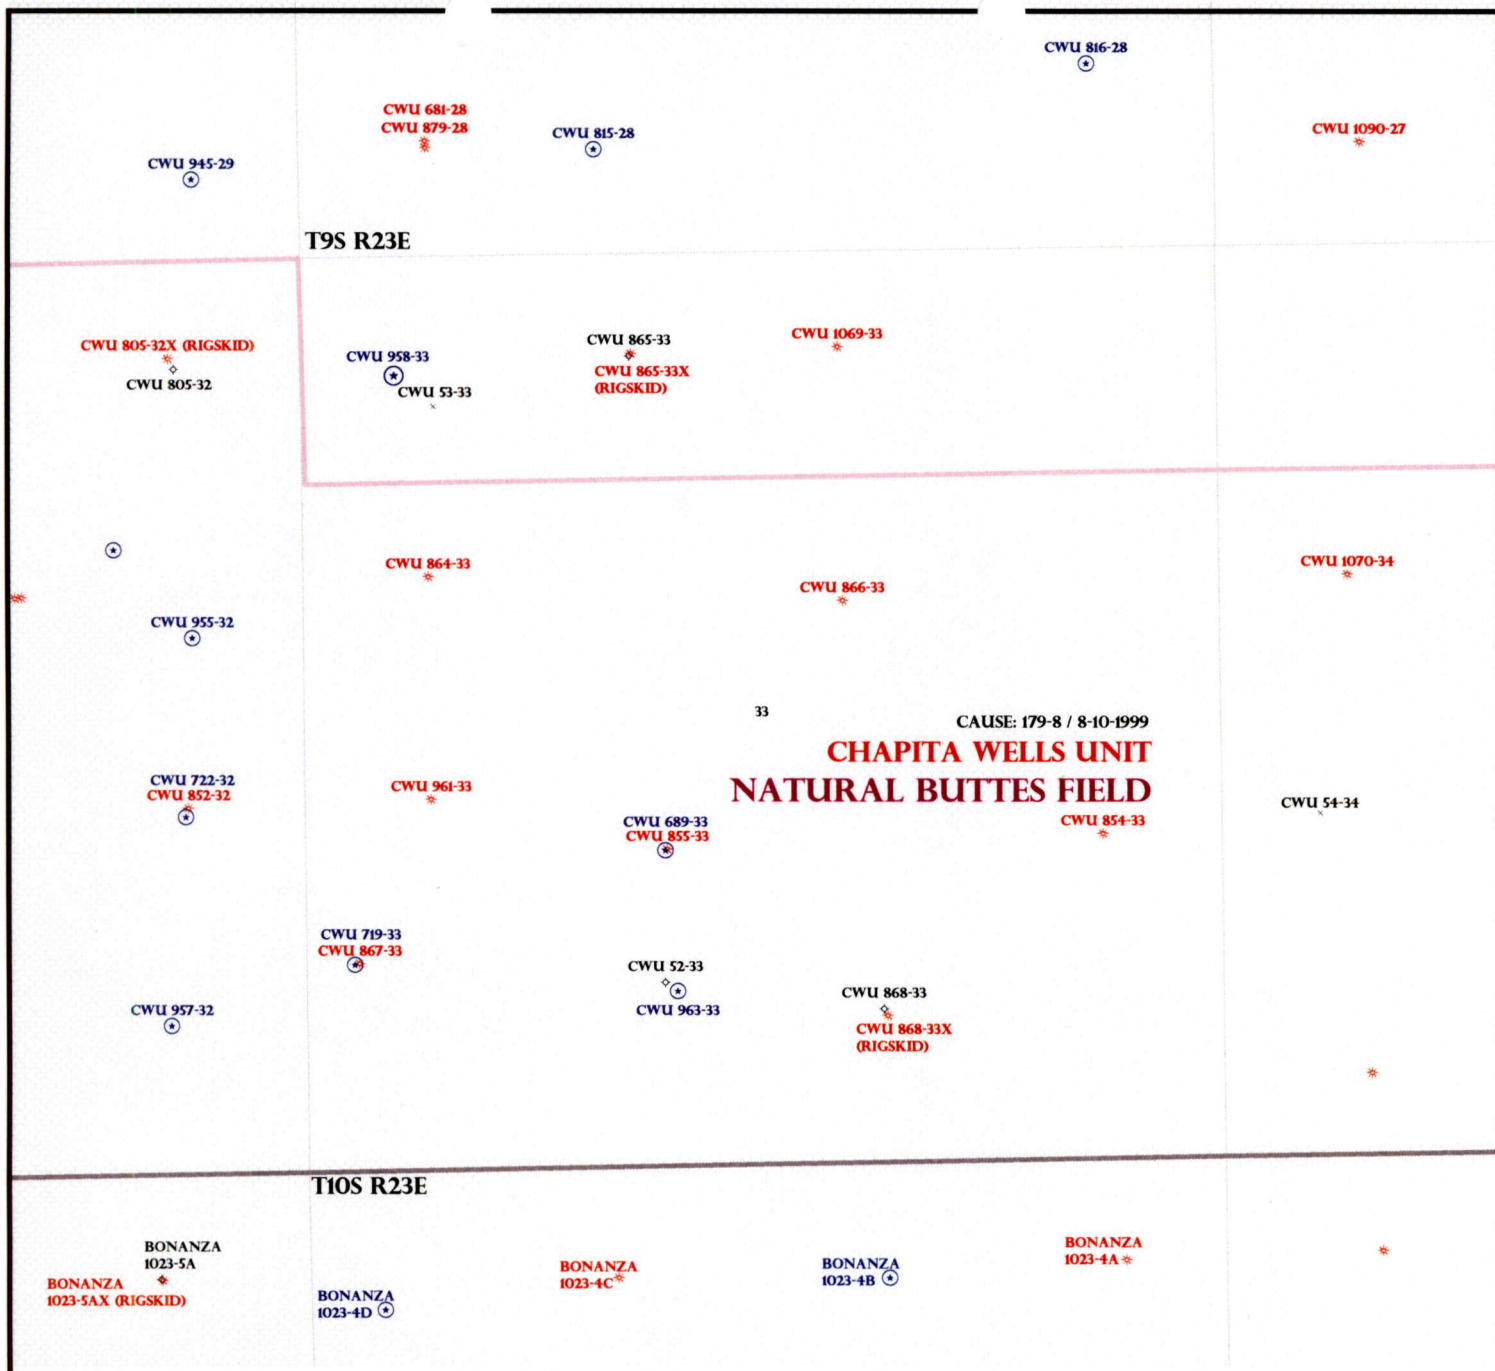 CWU 816-28
CWU 681-28
CWU 879-28
CWU 815-28
CWU 1090-27
CWU 945-29
T9S R23E
CWU 805-32X (RIGSKID)
CWU 805-32
CWU 958-33
CWU 53-33
CWU 865-33
CWU 865-33X
(RIGSKID)
CWU 1069-33
CWU 864-33
CWU 866-33
CWU 1070-34
CWU 955-32
33
CAUSE: 179-8 / 8-10-1999
CHAPITA WELLS UNIT
NATURAL BUTTES FIELD
CWU 722-32
CWU 852-32
CWU 961-33
CWU 689-33
CWU 855-33
CWU 854-33
CWU 54-34
CWU 719-33
CWU 867-33
CWU 52-33
CWU 963-33
CWU 868-33
CWU 868-33X
(RIGSKID)
CWU 957-32
T10S R23E
BONANZA
1023-5A
BONANZA
1023-5AX (RIGSKID)
BONANZA
1023-4D
BONANZA
1023-4C
BONANZA
1023-4B
BONANZA
1023-4A